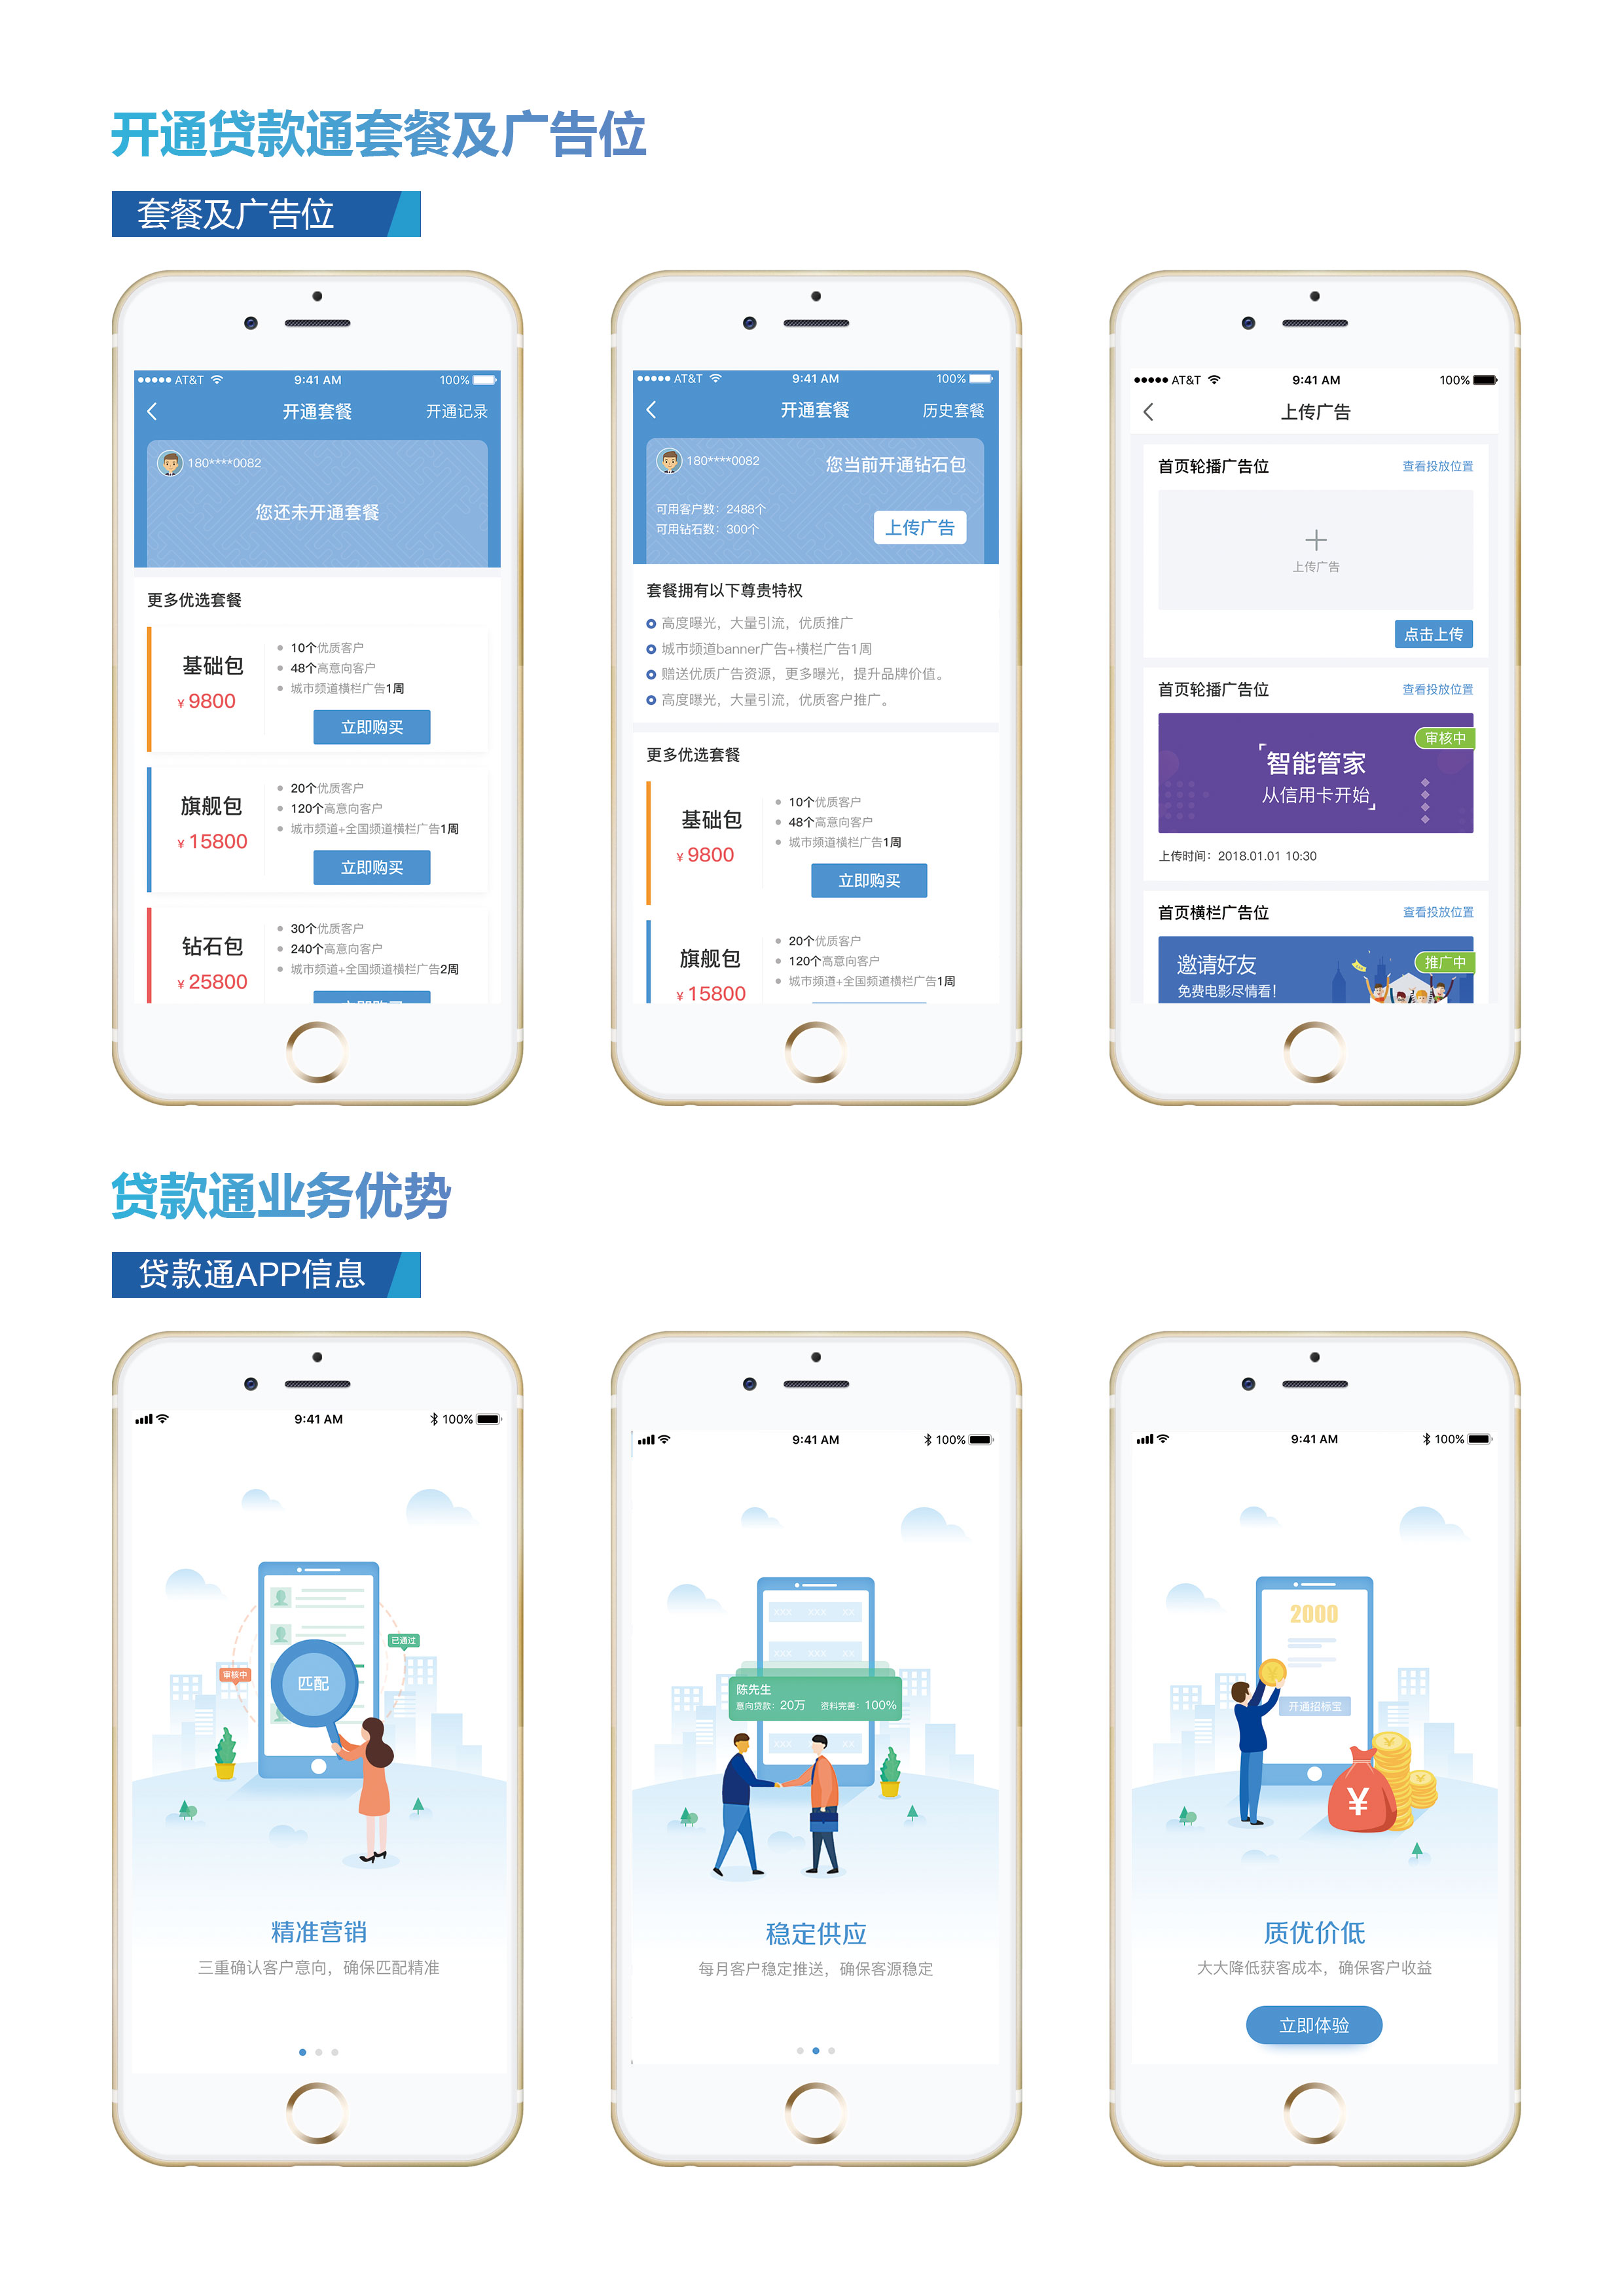 开通贷款通套餐及广告位
套餐及广告位
AT&T 9:41 AM 100%
开通套餐 开通记录
180****0082
您还未开通套餐
更多优选套餐
基础包
¥ 9800
10个优质客户
48个高意向客户
城市频道横栏广告1周
立即购买
旗舰包
¥ 15800
20个优质客户
120个高意向客户
城市频道+全国频道横栏广告1周
立即购买
钻石包
¥ 25800
30个优质客户
240个高意向客户
城市频道+全国频道横栏广告2周
立即购买
AT&T 9:41 AM 100%
开通套餐 历史套餐
180****0082
您当前开通钻石包
可用客户数：2488个
可用钻石数：300个
上传广告
套餐拥有以下尊贵特权
高度曝光，大量引流，优质推广
城市频道banner广告+横栏广告1周
赠送优质广告资源，更多曝光，提升品牌价值。
高度曝光，大量引流，优质客户推广。
更多优选套餐
基础包
¥ 9800
10个优质客户
48个高意向客户
城市频道横栏广告1周
立即购买
旗舰包
¥ 15800
20个优质客户
120个高意向客户
城市频道+全国频道横栏广告1周
AT&T 9:41 AM 100%
上传广告
首页轮播广告位 查看投放位置
上传广告
点击上传
首页轮播广告位 查看投放位置
审核中
「智能管家
从信用卡开始」
上传时间：2018.01.01 10:30
首页横栏广告位 查看投放位置
推广中
邀请好友
免费电影尽情看！
贷款通业务优势
贷款通APP信息
9:41 AM 100%
已通过
审核中
匹配
精准营销
三重确认客户意向，确保匹配精准
9:41 AM 100%
XXX XXX XX
XXX XXX XX
陈先生
意向贷款：20万 资料完善：100%
XXX XX
稳定供应
每月客户稳定推送，确保客源稳定
9:41 AM 100%
2000
¥
开通招标宝
¥
¥
¥
质优价低
大大降低获客成本，确保客户收益
立即体验